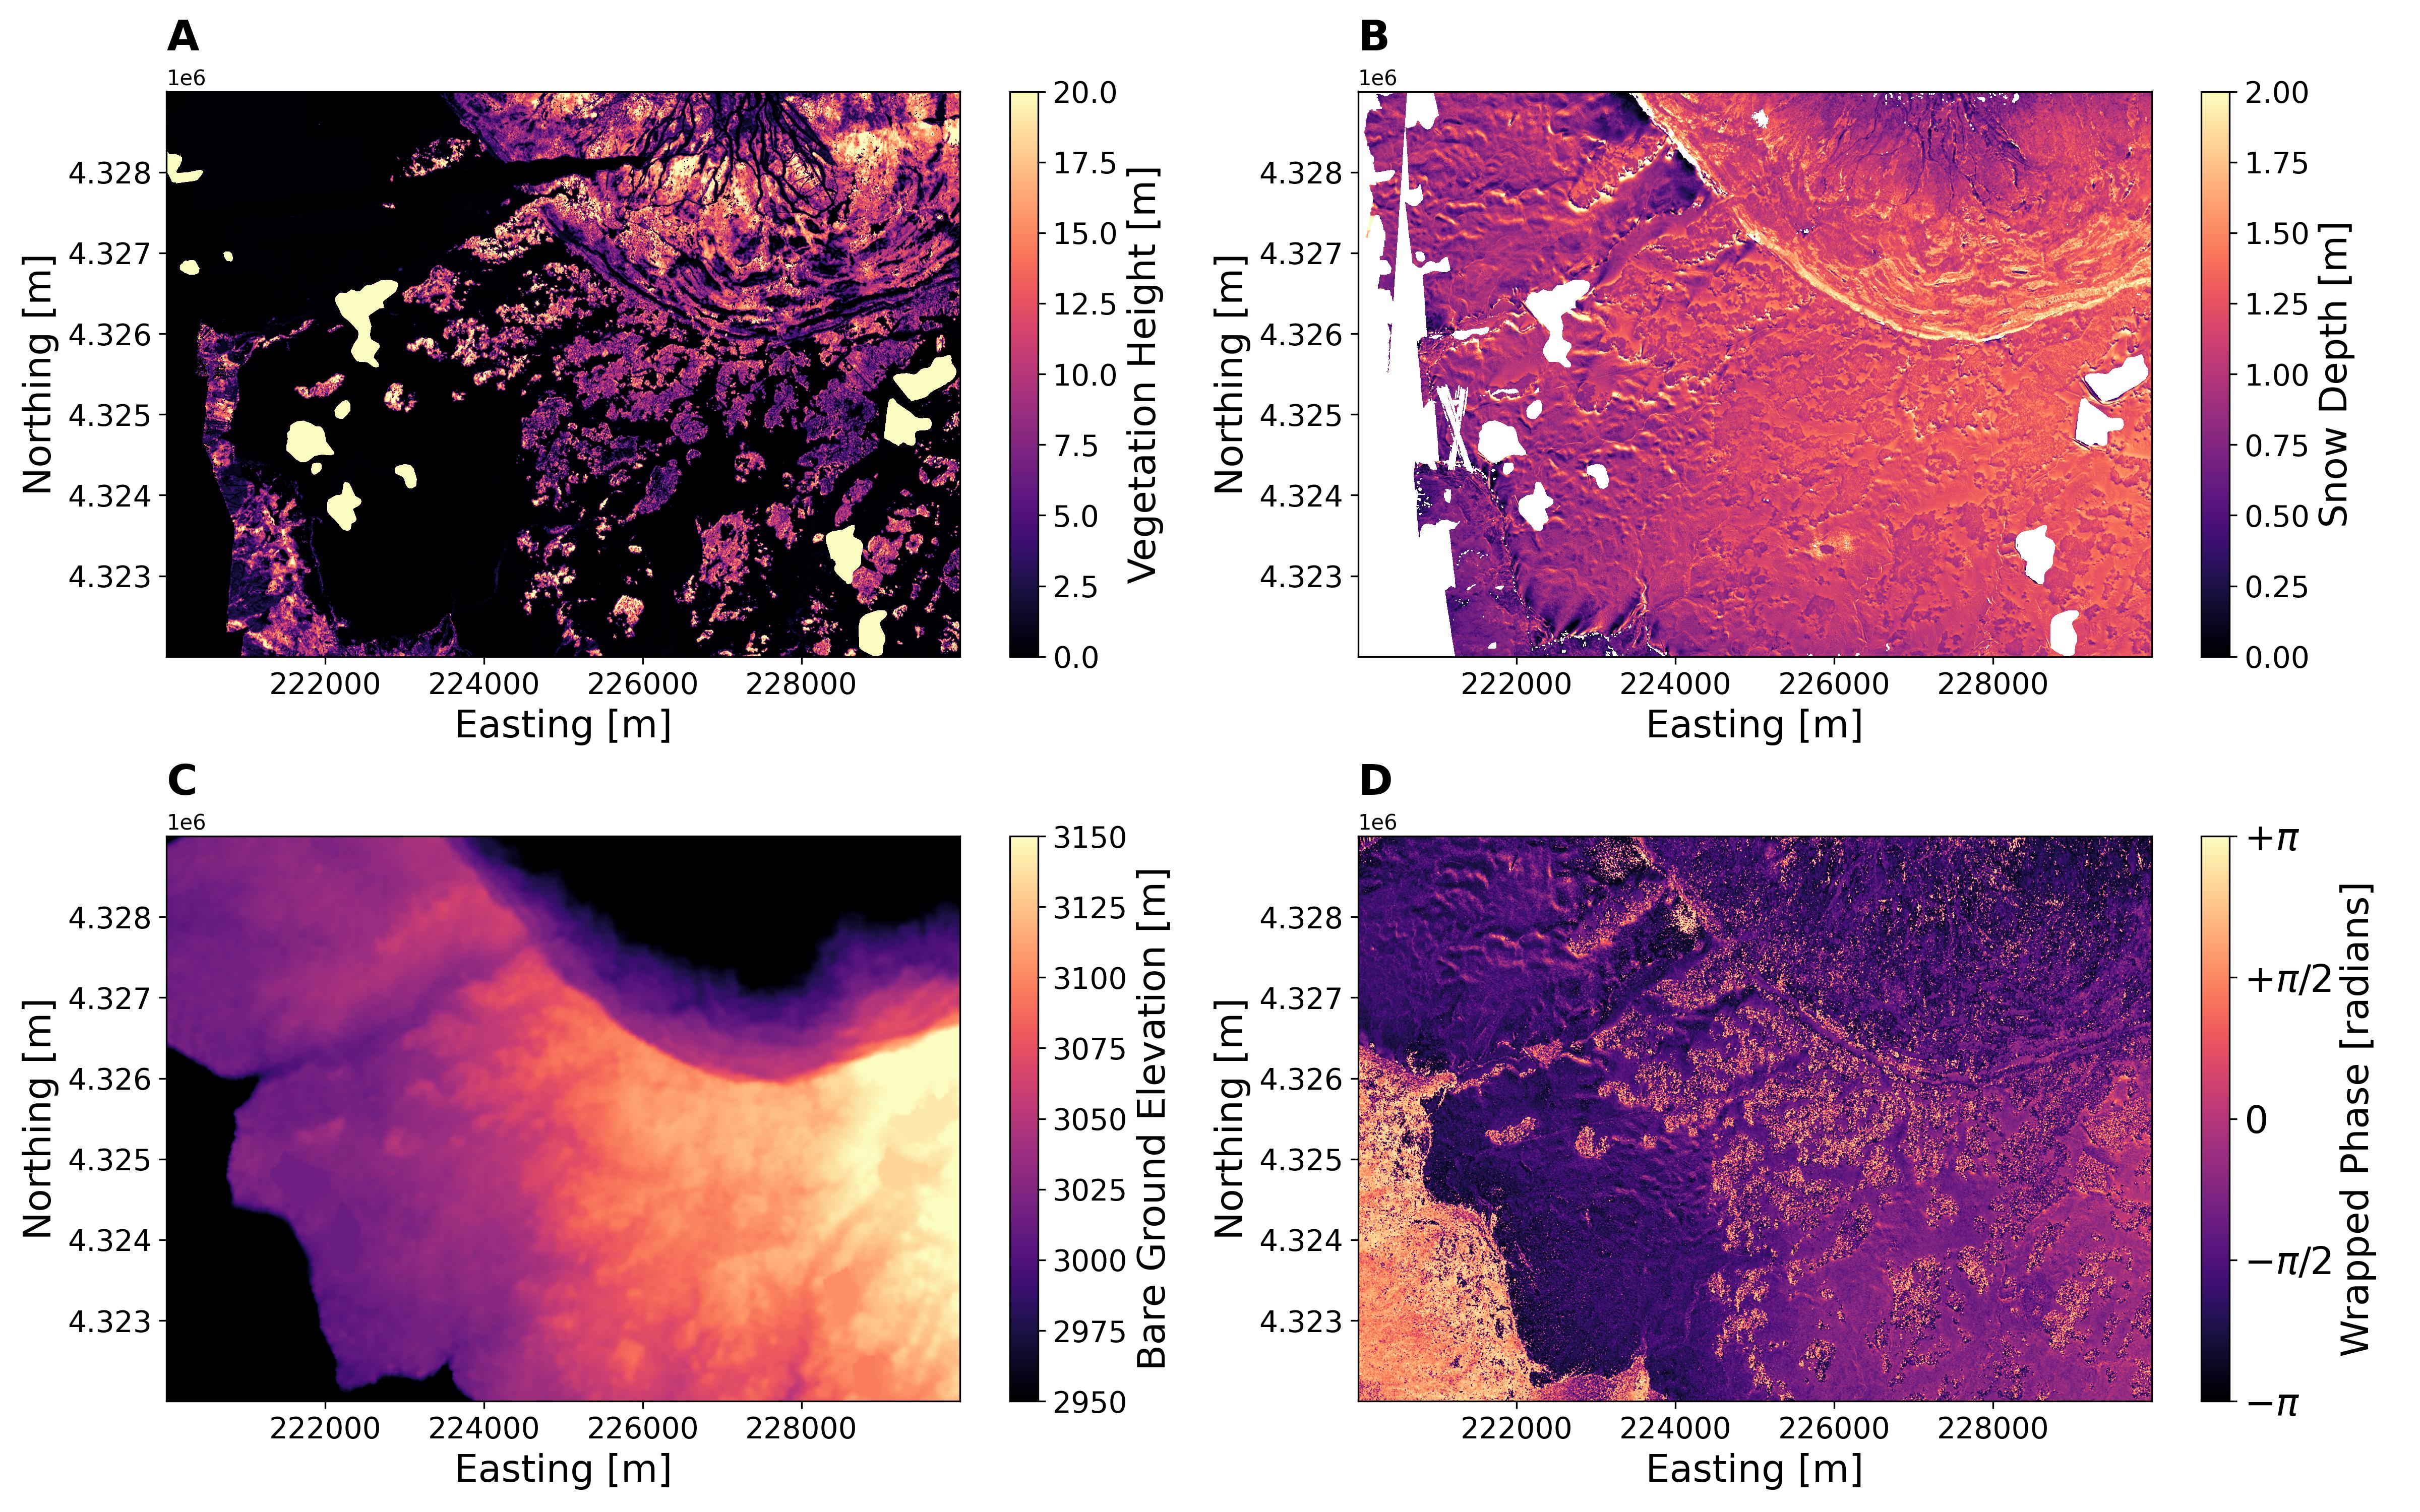 A
1e6
4.328
4.327
4.326
4.325
4.324
4.323
Northing [m]
222000 224000 226000 228000
Easting [m]
20.0
17.5
15.0
12.5
10.0
7.5
5.0
2.5
0.0
Vegetation Height [m]
B
1e6
4.328
4.327
4.326
4.325
4.324
4.323
Northing [m]
222000 224000 226000 228000
Easting [m]
2.00
1.75
1.50
1.25
1.00
0.75
0.50
0.25
0.00
Snow Depth [m]
C
1e6
4.328
4.327
4.326
4.325
4.324
4.323
Northing [m]
222000 224000 226000 228000
Easting [m]
3150
3125
3100
3075
3050
3025
3000
2975
2950
Bare Ground Elevation [m]
D
1e6
4.328
4.327
4.326
4.325
4.324
4.323
Northing [m]
222000 224000 226000 228000
Easting [m]
+π
+π/2
0
−π/2
−π
Wrapped Phase [radians]